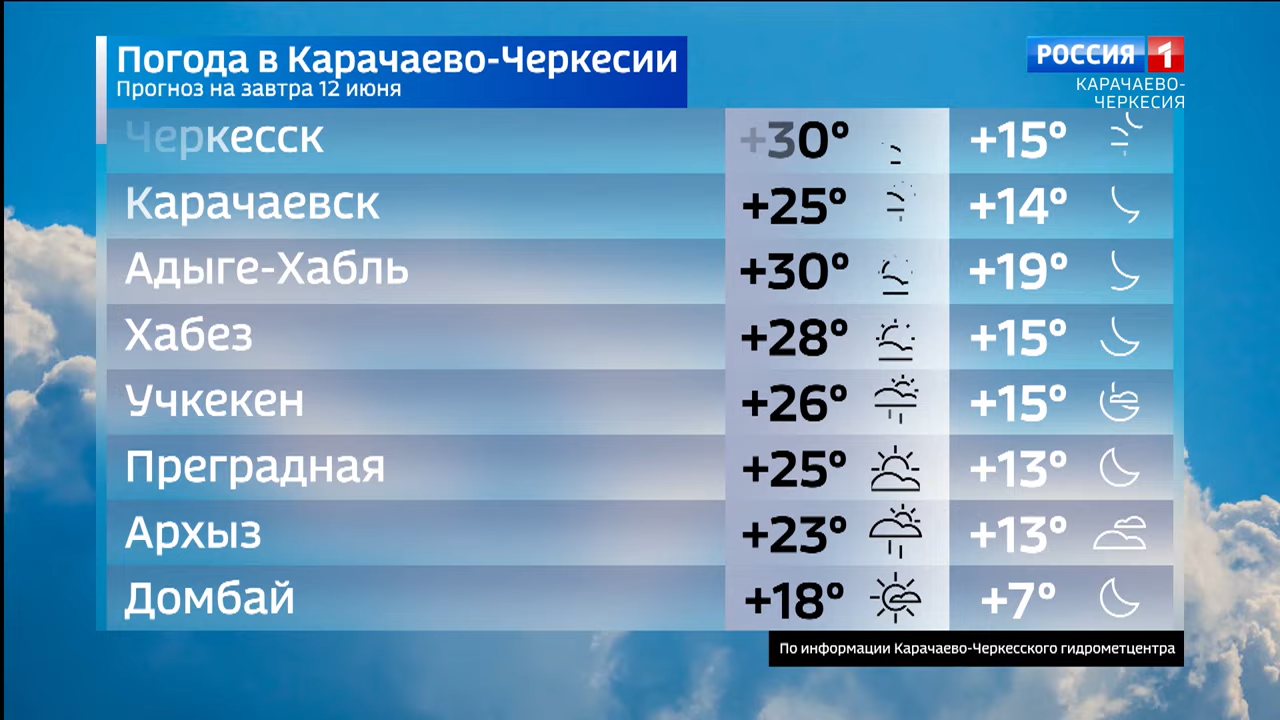 Погода в Карачаево-Черкесии
Прогноз на завтра 12 июня
РОССИЯ 1
КАРАЧАЕВО-
ЧЕРКЕСИЯ
Черкесск +30° +15°
Карачаевск +25° +14°
Адыге-Хабль +30° +19°
Хабез +28° +15°
Учкекен +26° +15°
Преградная +25° +13°
Архыз +23° +13°
Домбай +18° +7°
По информации Карачаево-Черкесского гидрометцентра